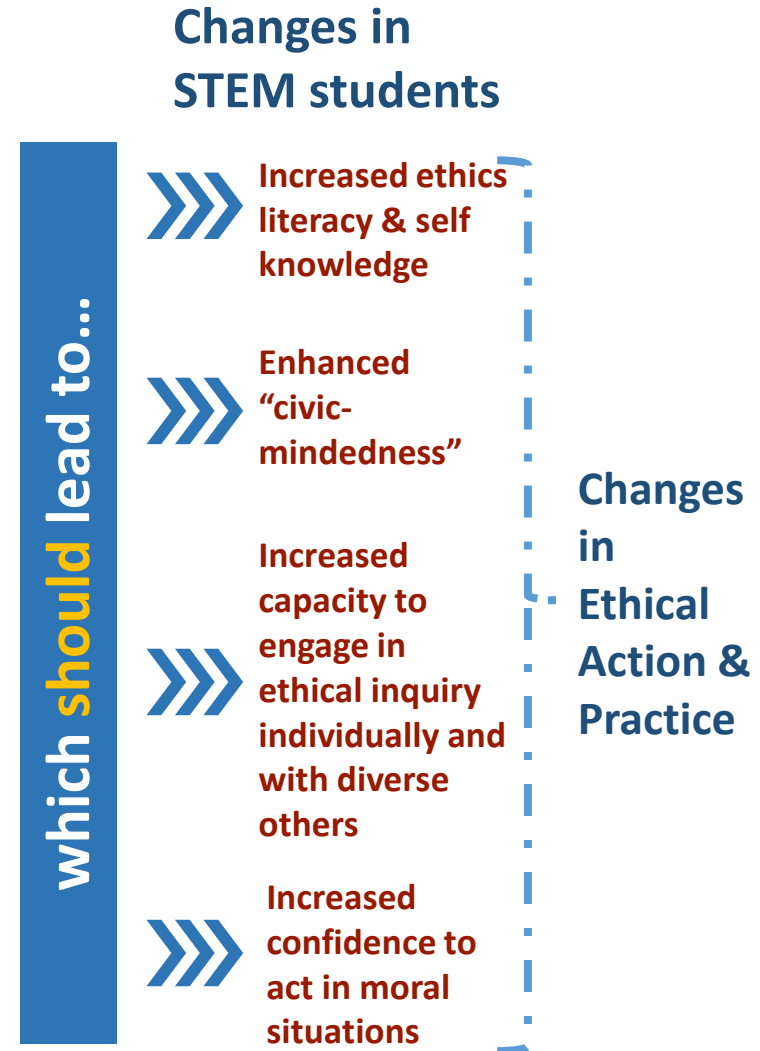 Changes in
STEM students
which should lead to...
Increased ethics
literacy & self
knowledge
Enhanced
“civic-
mindedness”
Increased
capacity to
engage in
ethical inquiry
individually and
with diverse
others
Increased
confidence to
act in moral
situations
Changes
in
Ethical
Action &
Practice